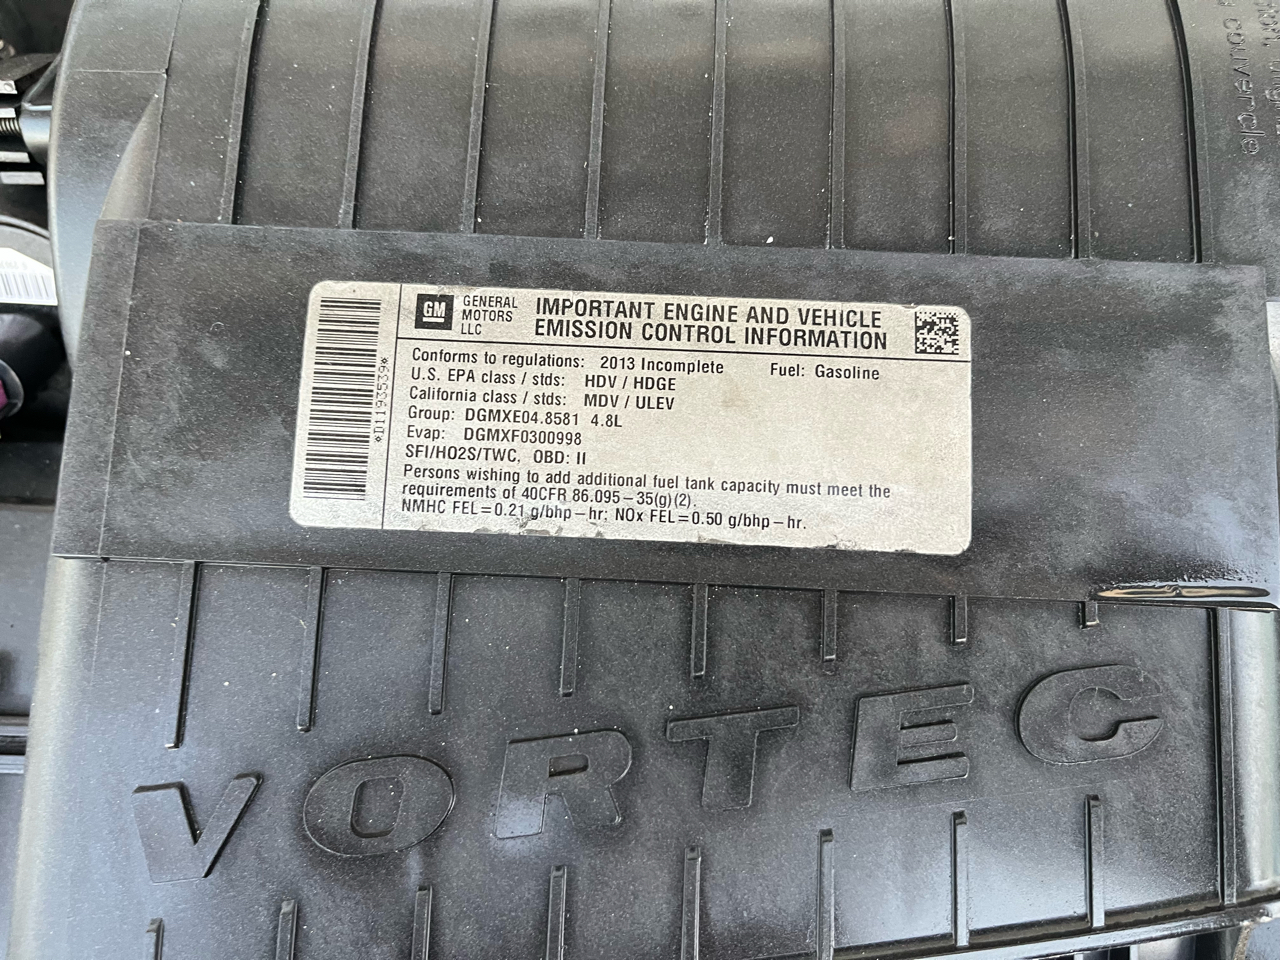 couvercle
GM
GENERAL
MOTORS
LLC
IMPORTANT ENGINE AND VEHICLE
EMISSION CONTROL INFORMATION
*D1193539*
Conforms to regulations: 2013 Incomplete Fuel: Gasoline
U.S. EPA class / stds: HDV / HDGE
California class / stds: MDV / ULEV
Group: DGMXE04.8581 4.8L
Evap: DGMXF0300998
SFI/HO2S/TWC, OBD: II
Persons wishing to add additional fuel tank capacity must meet the
requirements of 40CFR 86.095–35(g)(2).
NMHC FEL=0.21 g/bhp–hr; NOx FEL=0.50 g/bhp–hr.
VORTEC